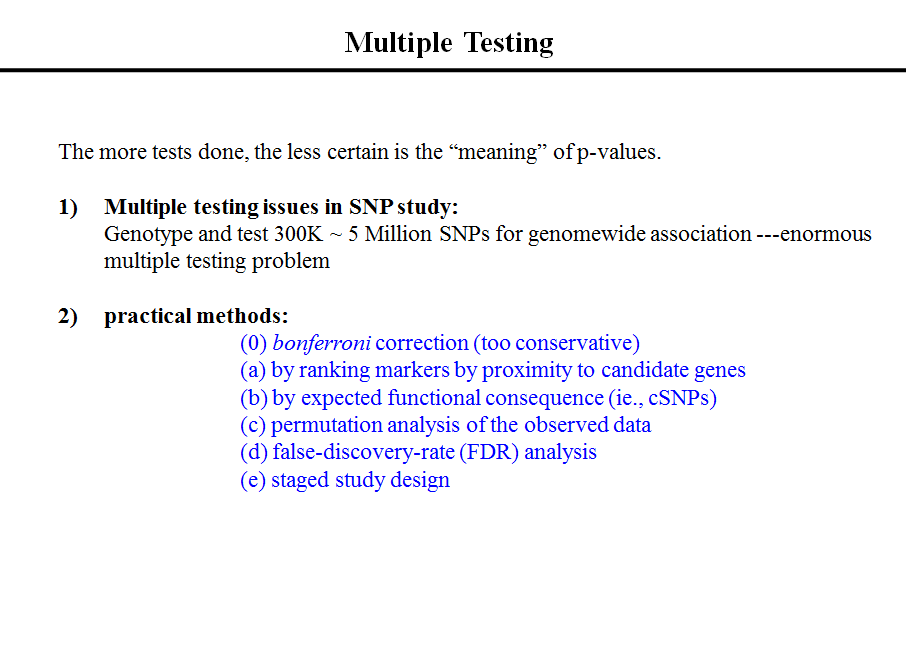 Multiple Testing
The more tests done, the less certain is the “meaning” of p-values.
1) Multiple testing issues in SNP study:
Genotype and test 300K ~ 5 Million SNPs for genomewide association ---enormous
multiple testing problem
2) practical methods:
(0) bonferroni correction (too conservative)
(a) by ranking markers by proximity to candidate genes
(b) by expected functional consequence (ie., cSNPs)
(c) permutation analysis of the observed data
(d) false-discovery-rate (FDR) analysis
(e) staged study design